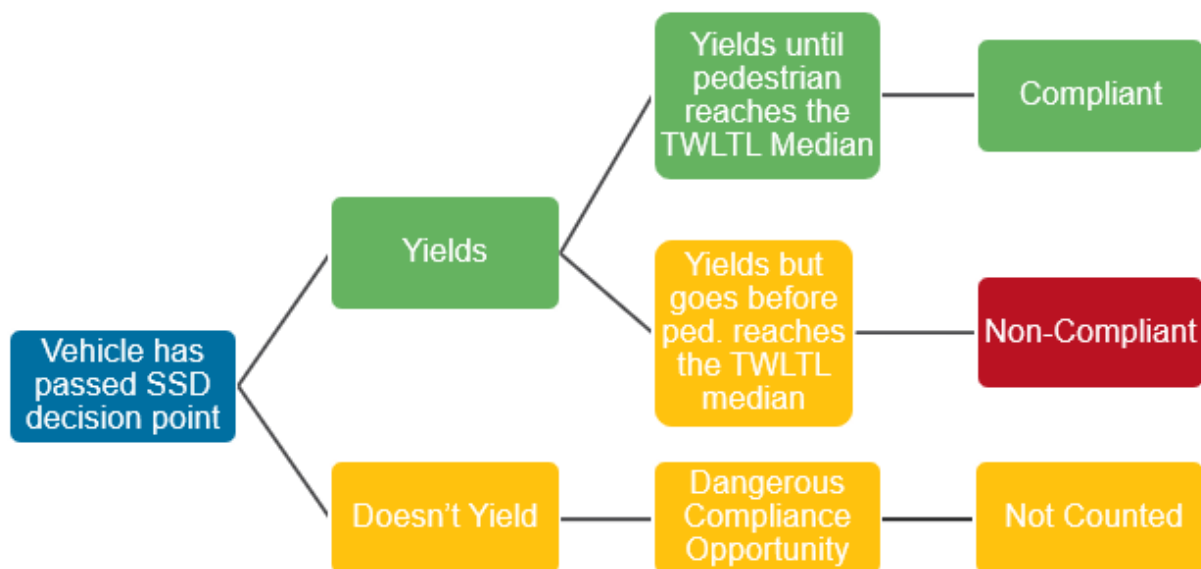 Vehicle has
passed SSD
decision point
Yields
Yields until
pedestrian
reaches the
TWLTL Median
Compliant
Yields but
goes before
ped. reaches
the TWLTL
median
Non-Compliant
Doesn’t Yield
Dangerous
Compliance
Opportunity
Not Counted